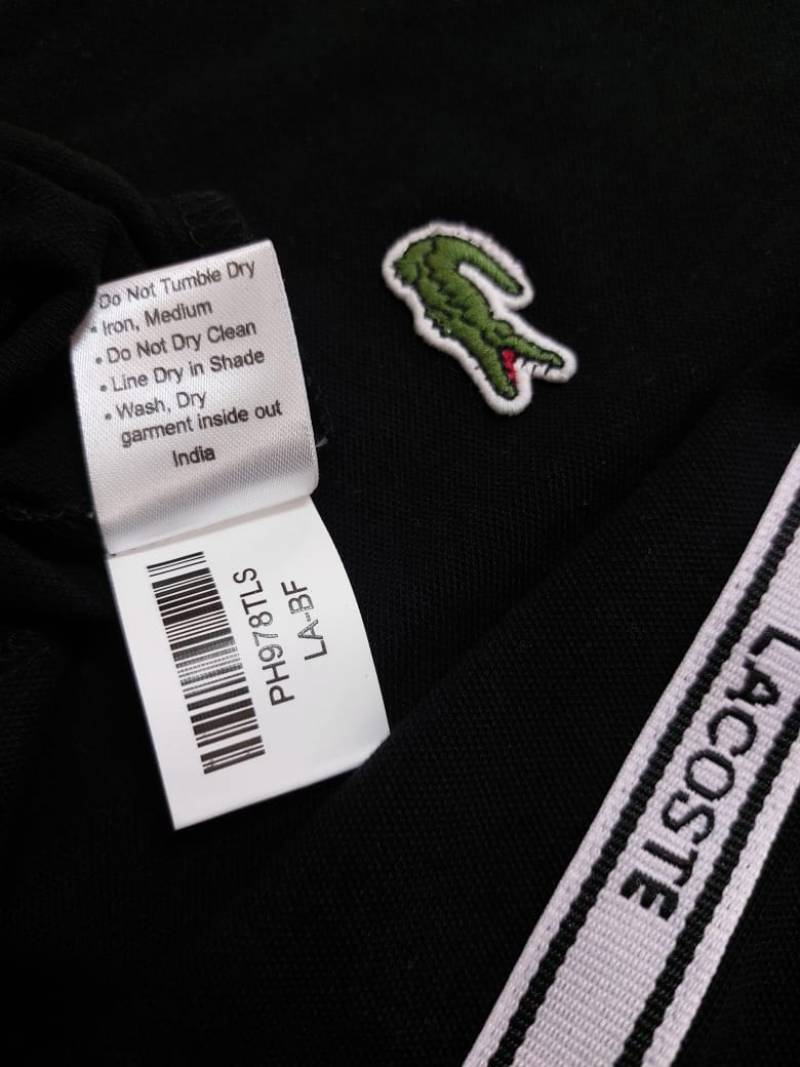 Do Not Tumble Dry
• Iron, Medium
• Do Not Dry Clean
• Line Dry in Shade
• Wash, Dry
garment inside out
India
PH978TLS
LA-BF
LACOSTE